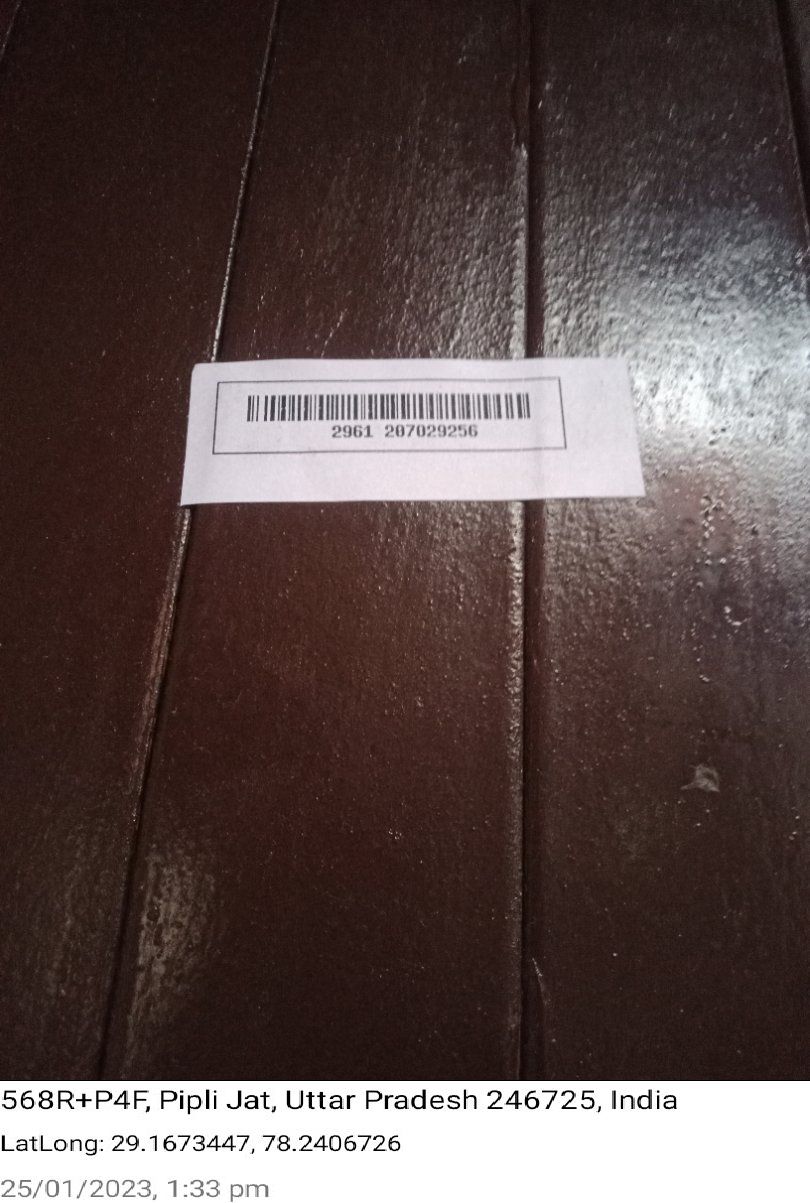 2961 207029256
568R+P4F, Pipli Jat, Uttar Pradesh 246725, India
LatLong: 29.1673447, 78.2406726
25/01/2023, 1:33 pm